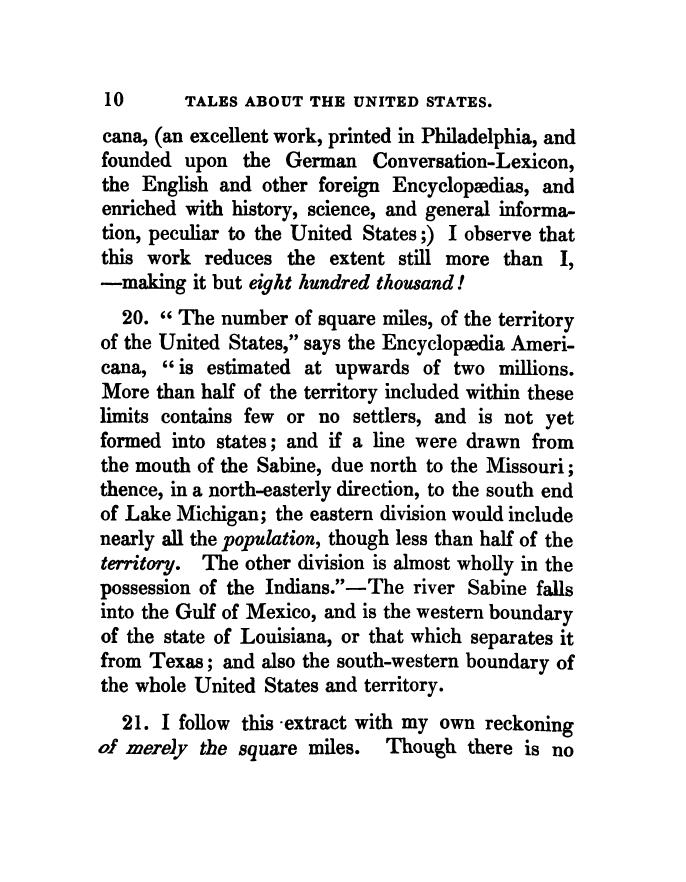 10 TALES ABOUT THE UNITED STATES.
cana, (an excellent work, printed in Philadelphia, and
founded upon the German Conversation-Lexicon,
the English and other foreign Encyclopædias, and
enriched with history, science, and general informa-
tion, peculiar to the United States;) I observe that
this work reduces the extent still more than I,
—making it but eight hundred thousand!
20. “ The number of square miles, of the territory
of the United States,” says the Encyclopædia Ameri-
cana, “is estimated at upwards of two millions.
More than half of the territory included within these
limits contains few or no settlers, and is not yet
formed into states; and if a line were drawn from
the mouth of the Sabine, due north to the Missouri;
thence, in a north-easterly direction, to the south end
of Lake Michigan; the eastern division would include
nearly all the population, though less than half of the
territory. The other division is almost wholly in the
possession of the Indians.”—The river Sabine falls
into the Gulf of Mexico, and is the western boundary
of the state of Louisiana, or that which separates it
from Texas; and also the south-western boundary of
the whole United States and territory.
21. I follow this extract with my own reckoning
of merely the square miles. Though there is no